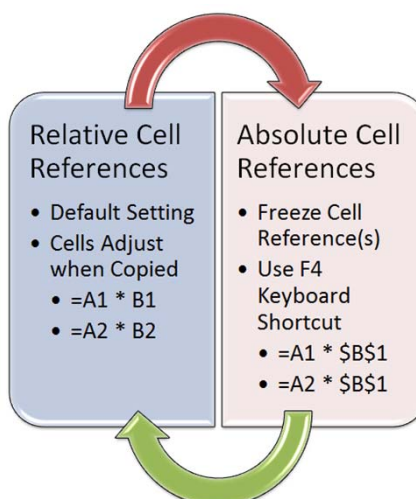 Relative Cell
References
• Default Setting
• Cells Adjust
when Copied
• =A1 * B1
• =A2 * B2
Absolute Cell
References
• Freeze Cell
Reference(s)
• Use F4
Keyboard
Shortcut
• =A1 * $B$1
• =A2 * $B$1